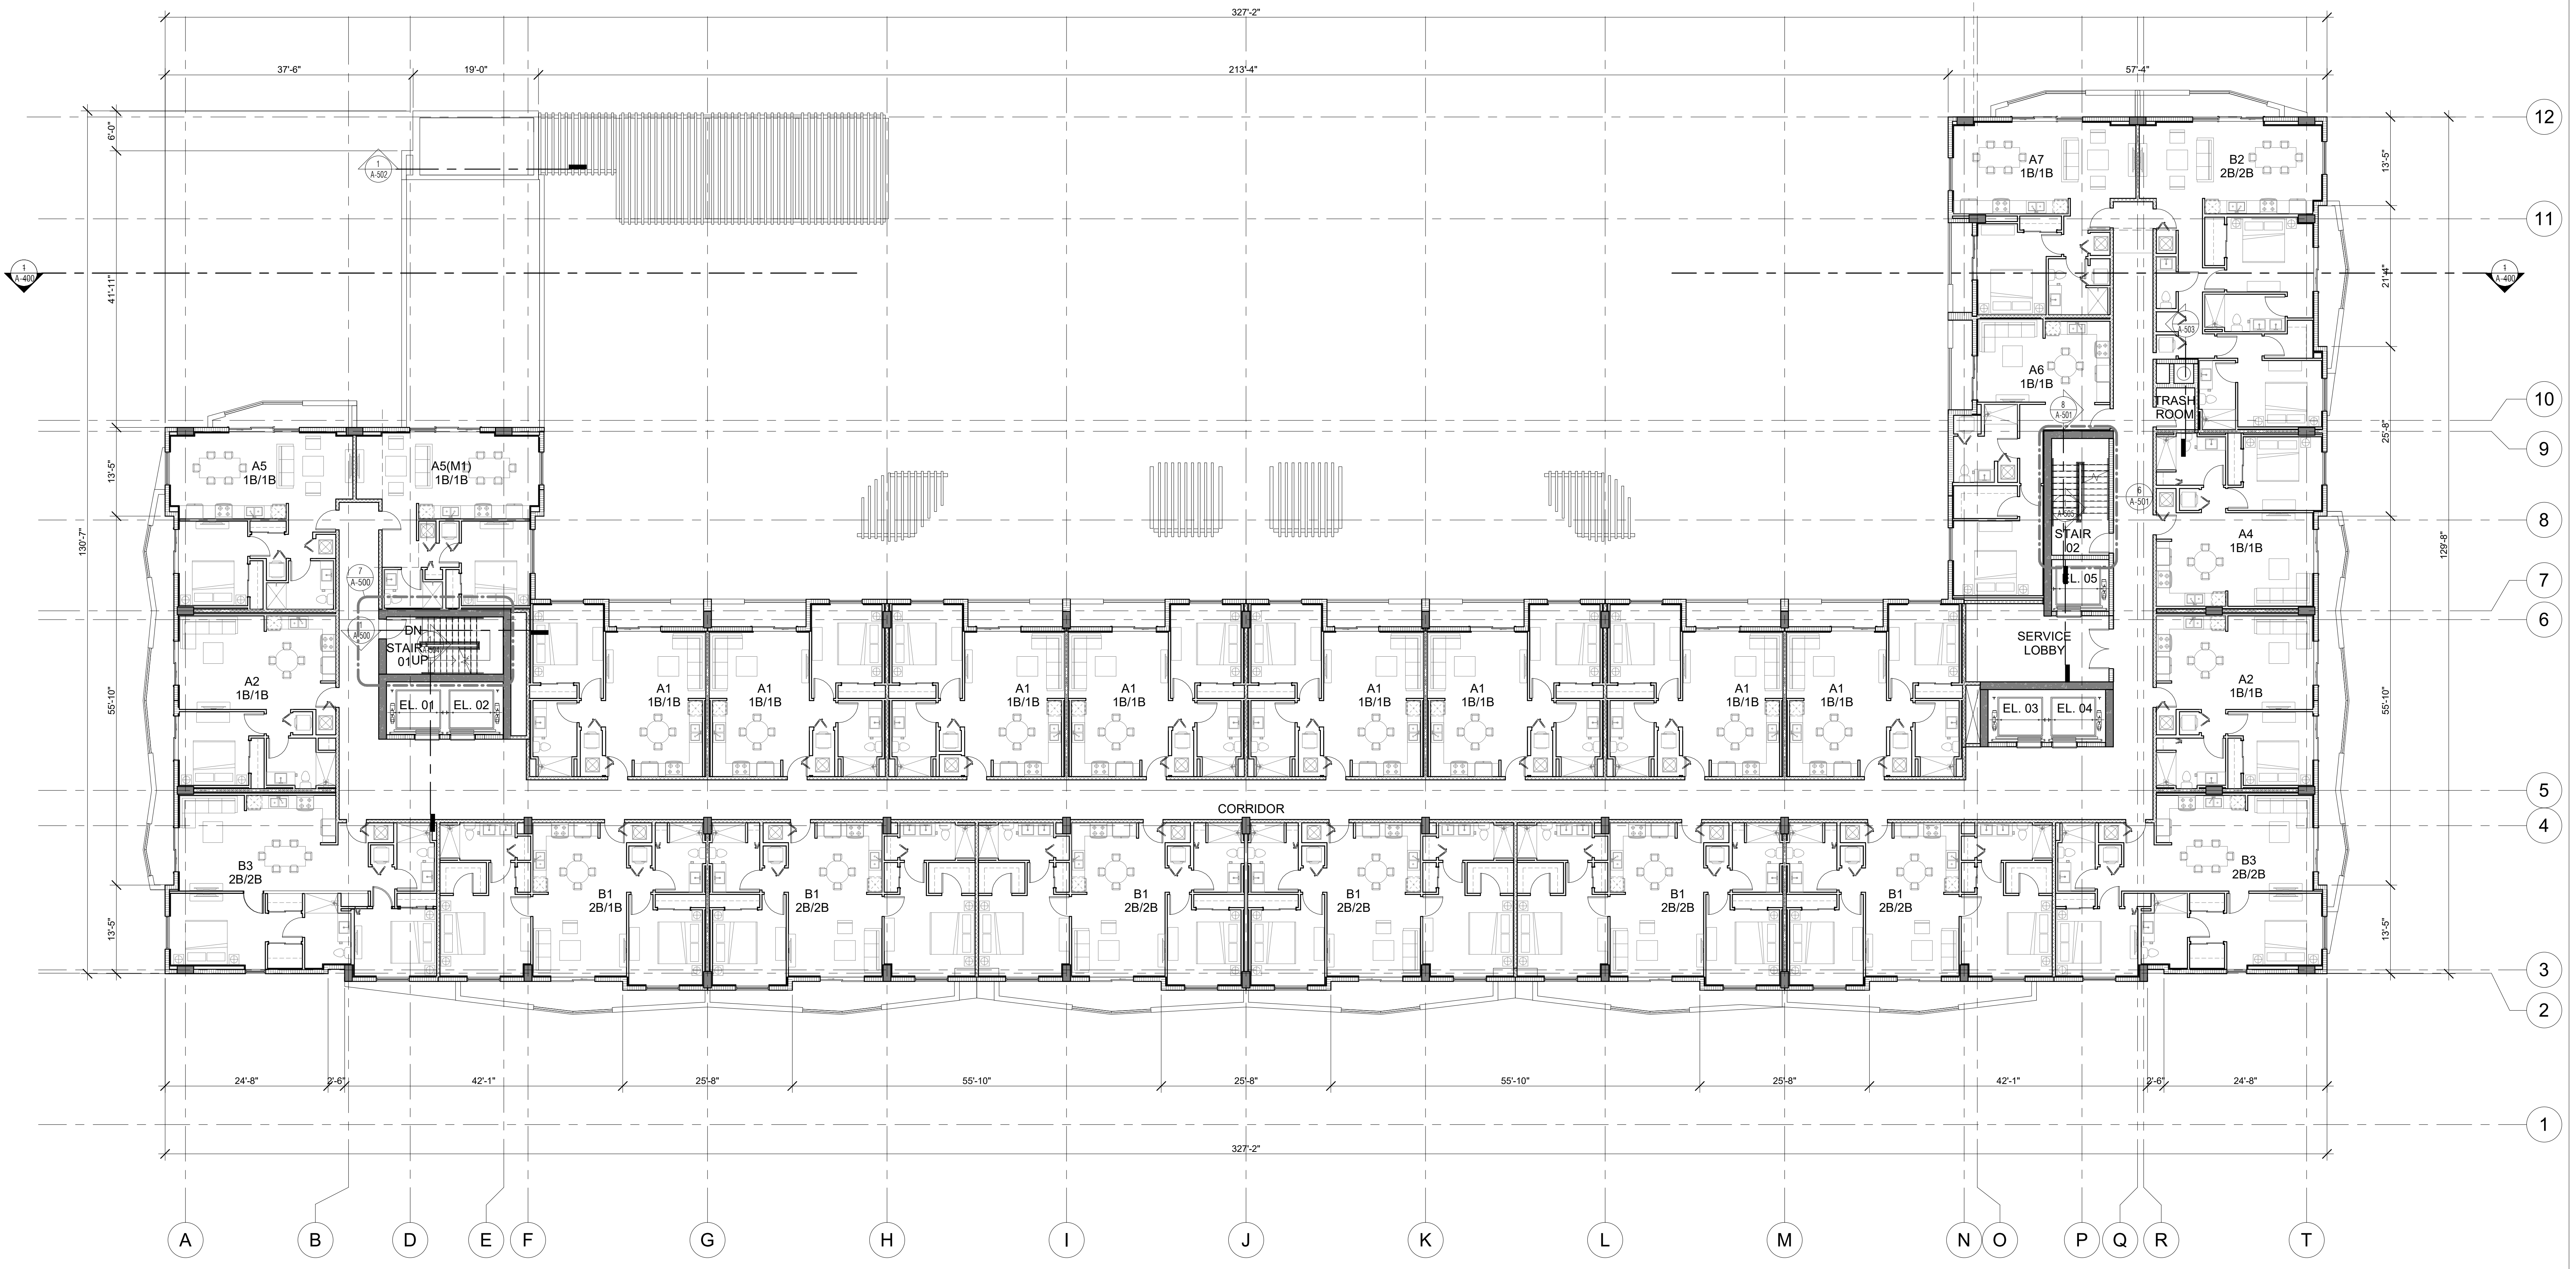 327'-2"
37'-6"
19'-0"
213'-4"
57'-4"
12
11
10
9
8
7
6
5
4
3
2
1
6'-0"
41'-11"
13'-5"
130'-7"
55'-10"
13'-5"
13'-5"
21'-4"
25'-8"
129'-8"
55'-10"
13'-5"
1
A-502
1
A-400
1
A-400
A7
1B/1B
B2
2B/2B
A-503
A6
1B/1B
TRASH
ROOM
8
A-501
6
A-501
A-505
STAIR
02
EL. 05
A4
1B/1B
SERVICE
LOBBY
A2
1B/1B
EL. 03
EL. 04
B3
2B/2B
A5
1B/1B
A5(M1)
1B/1B
7
A-500
A-500
DN
STAIR
01
UP
A2
1B/1B
EL. 01
EL. 02
B3
2B/2B
A1
1B/1B
A1
1B/1B
A1
1B/1B
A1
1B/1B
A1
1B/1B
A1
1B/1B
A1
1B/1B
A1
1B/1B
CORRIDOR
B1
2B/1B
B1
2B/2B
B1
2B/2B
B1
2B/2B
B1
2B/2B
B1
2B/2B
24'-8"
2'-6"
42'-1"
25'-8"
55'-10"
25'-8"
55'-10"
25'-8"
42'-1"
2'-6"
24'-8"
327'-2"
A
B
D
E
F
G
H
I
J
K
L
M
N
O
P
Q
R
T